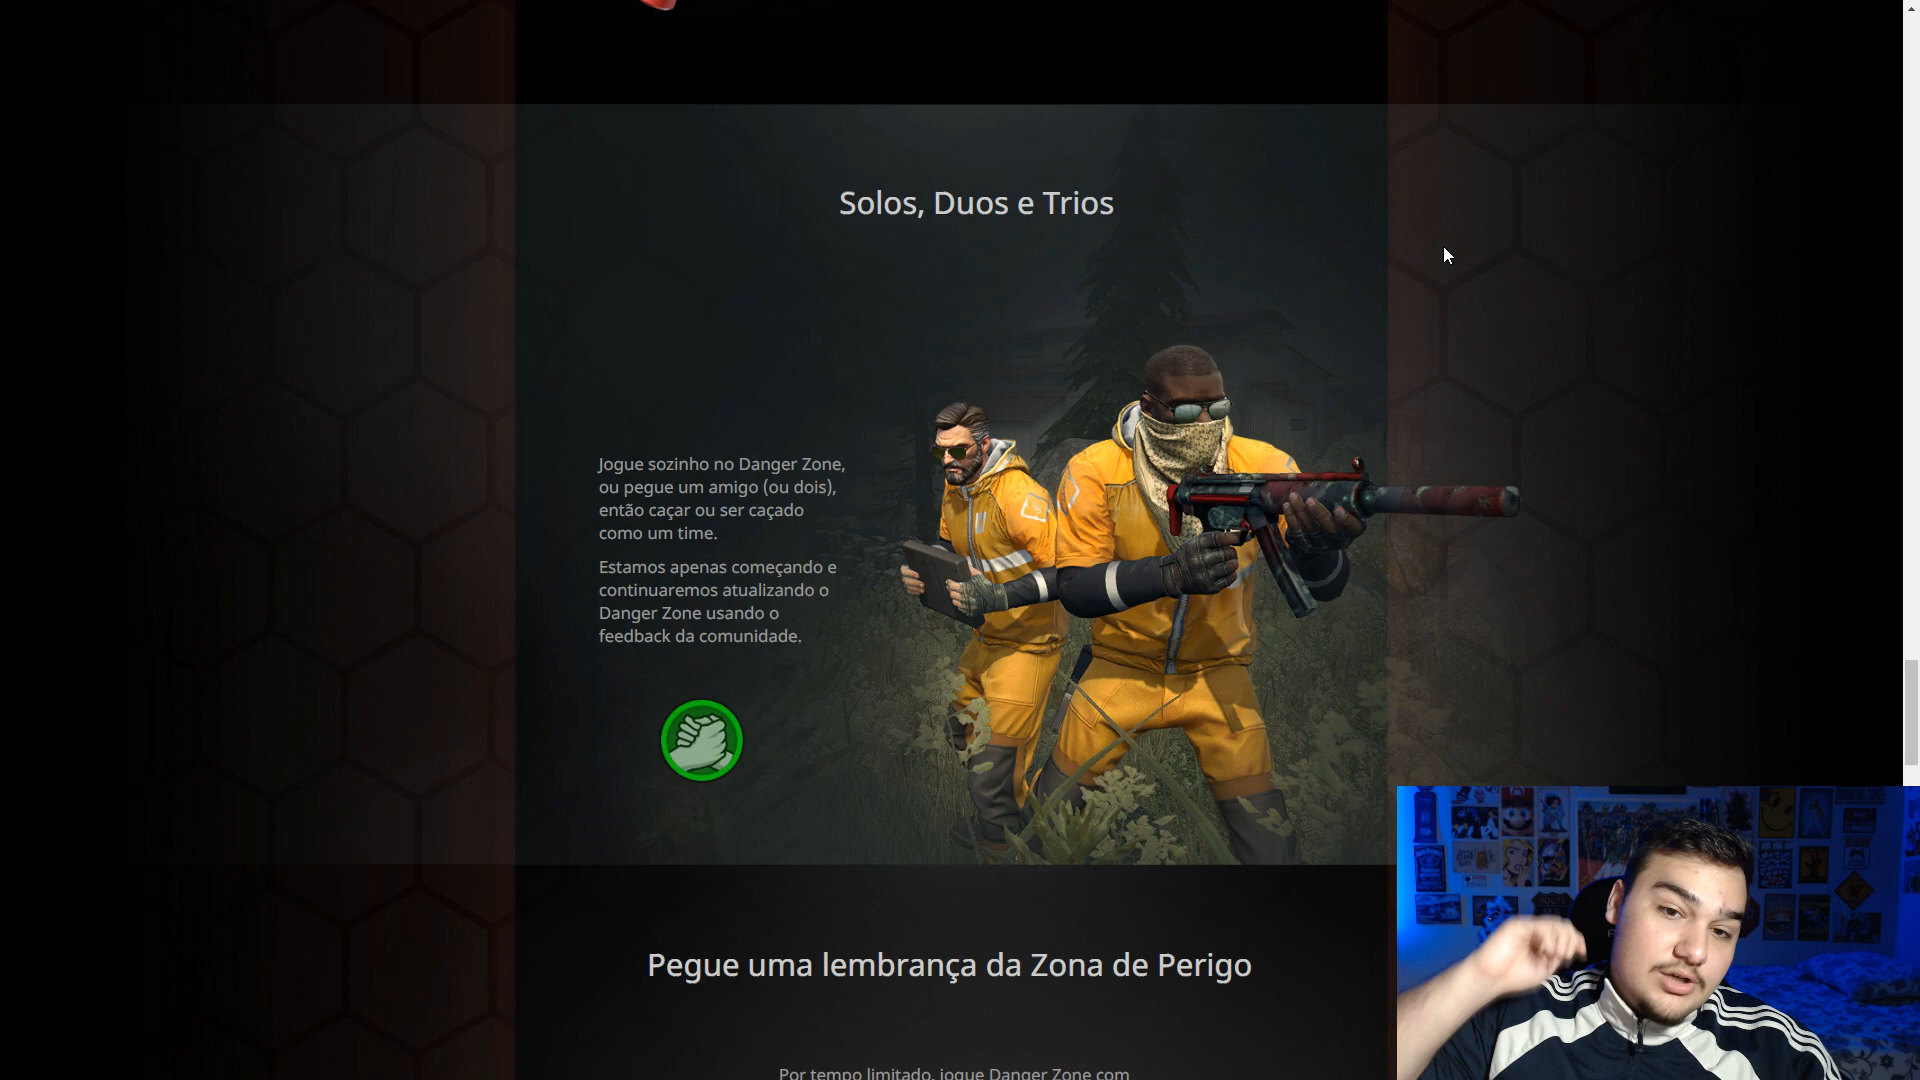 Solos, Duos e Trios
Jogue sozinho no Danger Zone,
ou pegue um amigo (ou dois),
então caçar ou ser caçado
como um time.
Estamos apenas começando e
continuaremos atualizando o
Danger Zone usando o
feedback da comunidade.
Pegue uma lembrança da Zona de Perigo
Por tempo limitado, jogue Danger Zone com